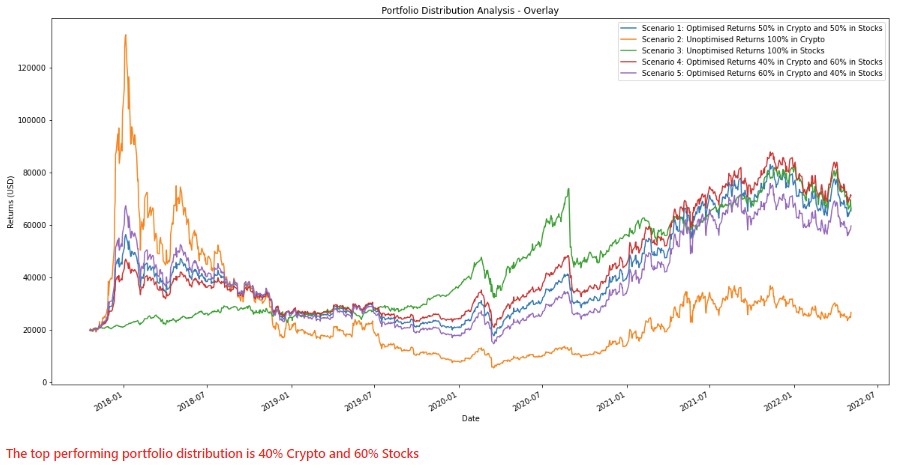 Portfolio Distribution Analysis - Overlay
Scenario 1: Optimised Returns 50% in Crypto and 50% in Stocks
Scenario 2: Unoptimised Returns 100% in Crypto
Scenario 3: Unoptimised Returns 100% in Stocks
Scenario 4: Optimised Returns 40% in Crypto and 60% in Stocks
Scenario 5: Optimised Returns 60% in Crypto and 40% in Stocks
120000
100000
80000
60000
40000
20000
0
Returns (USD)
2018-01
2018-07
2019-01
2019-07
2020-01
2020-07
2021-01
2021-07
2022-01
2022-07
Date
The top performing portfolio distribution is 40% Crypto and 60% Stocks